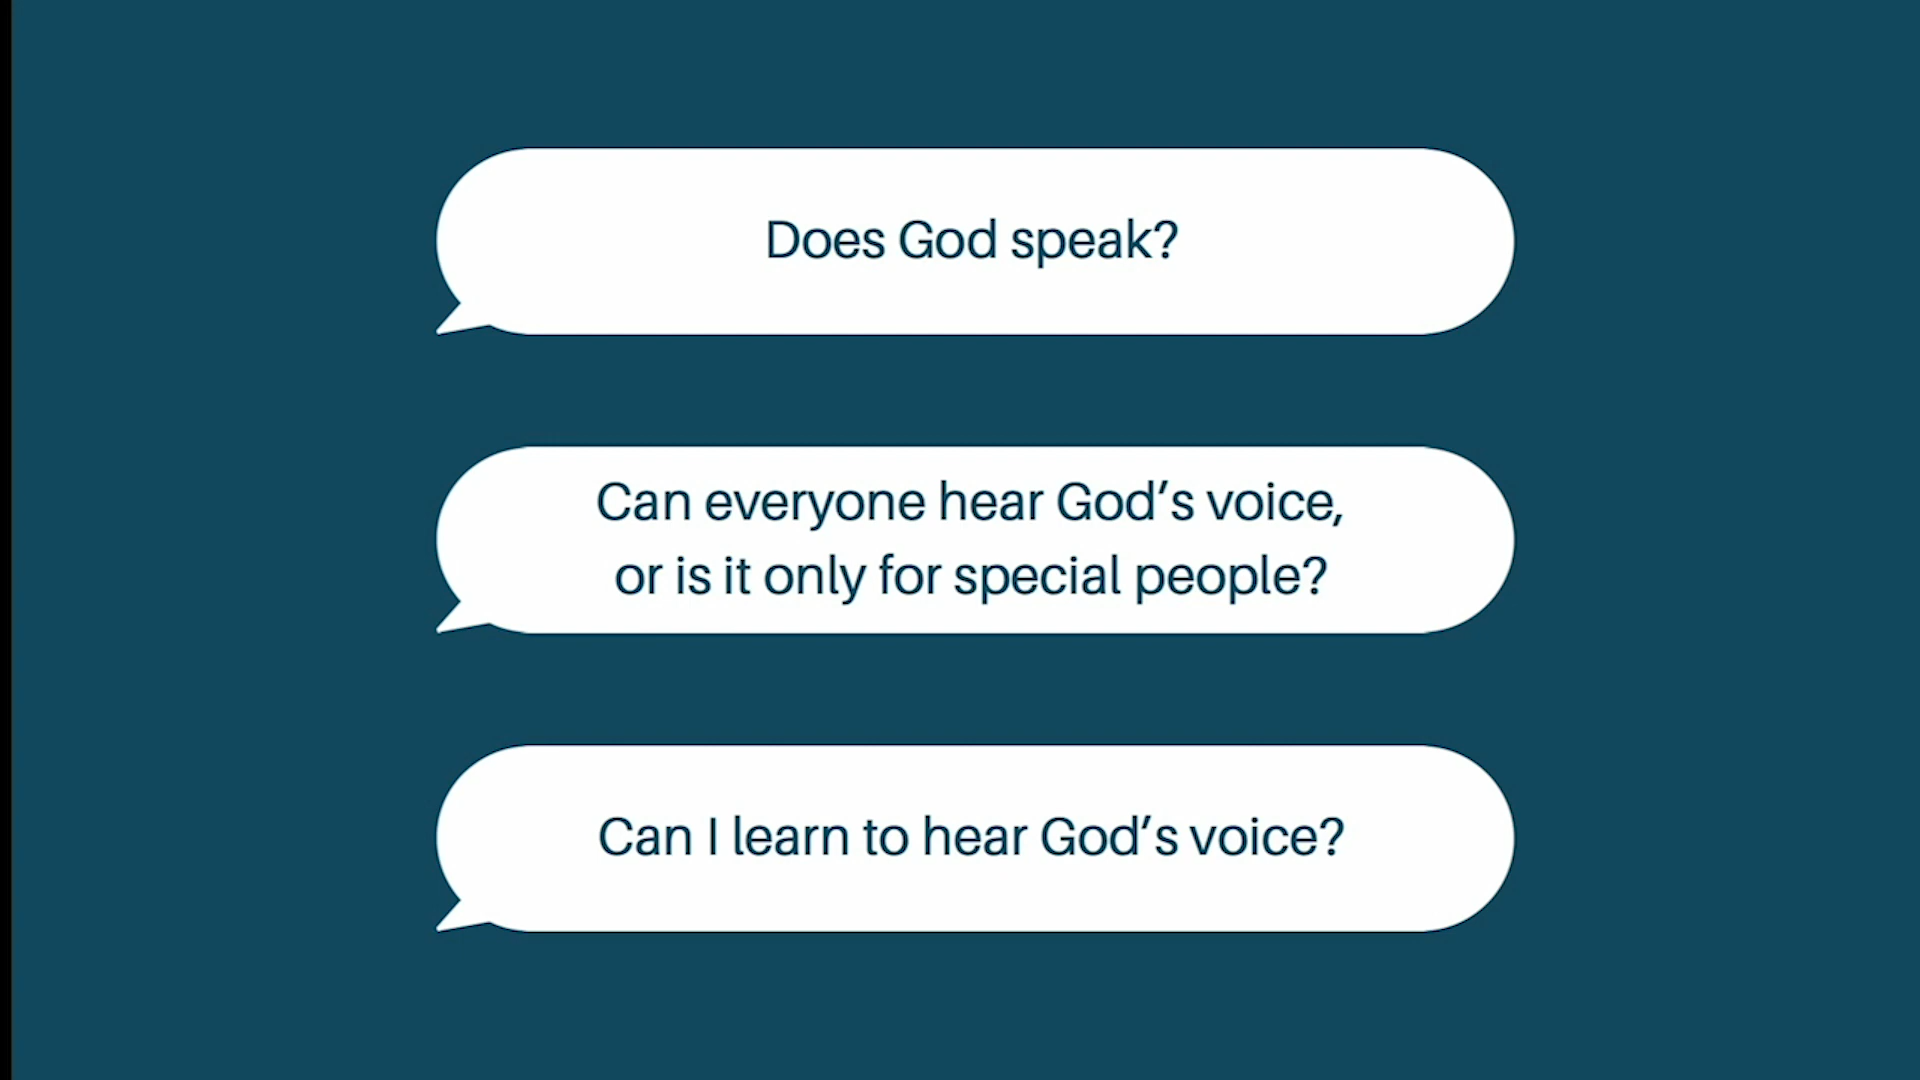 Does God speak?
Can everyone hear God’s voice,
or is it only for special people?
Can I learn to hear God’s voice?